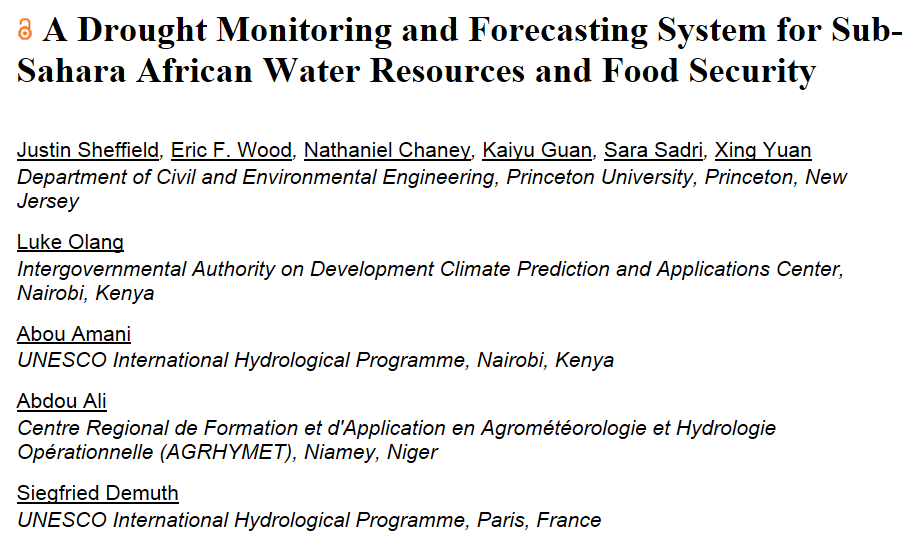 A Drought Monitoring and Forecasting System for Sub-
Sahara African Water Resources and Food Security
Justin Sheffield, Eric F. Wood, Nathaniel Chaney, Kaiyu Guan, Sara Sadri, Xing Yuan
Department of Civil and Environmental Engineering, Princeton University, Princeton, New
Jersey
Luke Olang
Intergovernmental Authority on Development Climate Prediction and Applications Center,
Nairobi, Kenya
Abou Amani
UNESCO International Hydrological Programme, Nairobi, Kenya
Abdou Ali
Centre Regional de Formation et d'Application en Agrométéorologie et Hydrologie
Opérationnelle (AGRHYMET), Niamey, Niger
Siegfried Demuth
UNESCO International Hydrological Programme, Paris, France